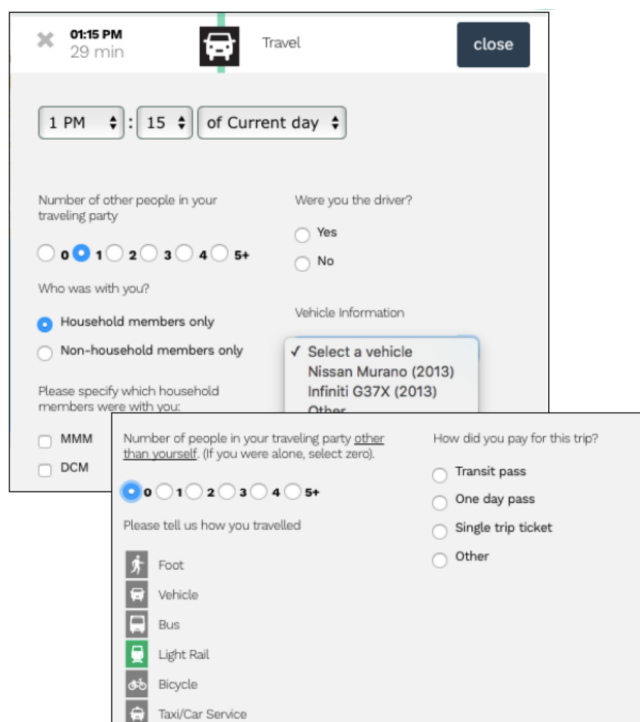 01:15 PM
29 min
Travel
close
1 PM : 15 of Current day
Number of other people in your
traveling party
0 1 2 3 4 5+
Who was with you?
Household members only
Non-household members only
Please specify which household
members were with you:
MMM
DCM
Were you the driver?
Yes
No
Vehicle Information
✓ Select a vehicle
Nissan Murano (2013)
Infiniti G37X (2013)
Other
Number of people in your traveling party other
than yourself. (If you were alone, select zero).
0 1 2 3 4 5+
Please tell us how you travelled
Foot
Vehicle
Bus
Light Rail
Bicycle
Taxi/Car Service
How did you pay for this trip?
Transit pass
One day pass
Single trip ticket
Other